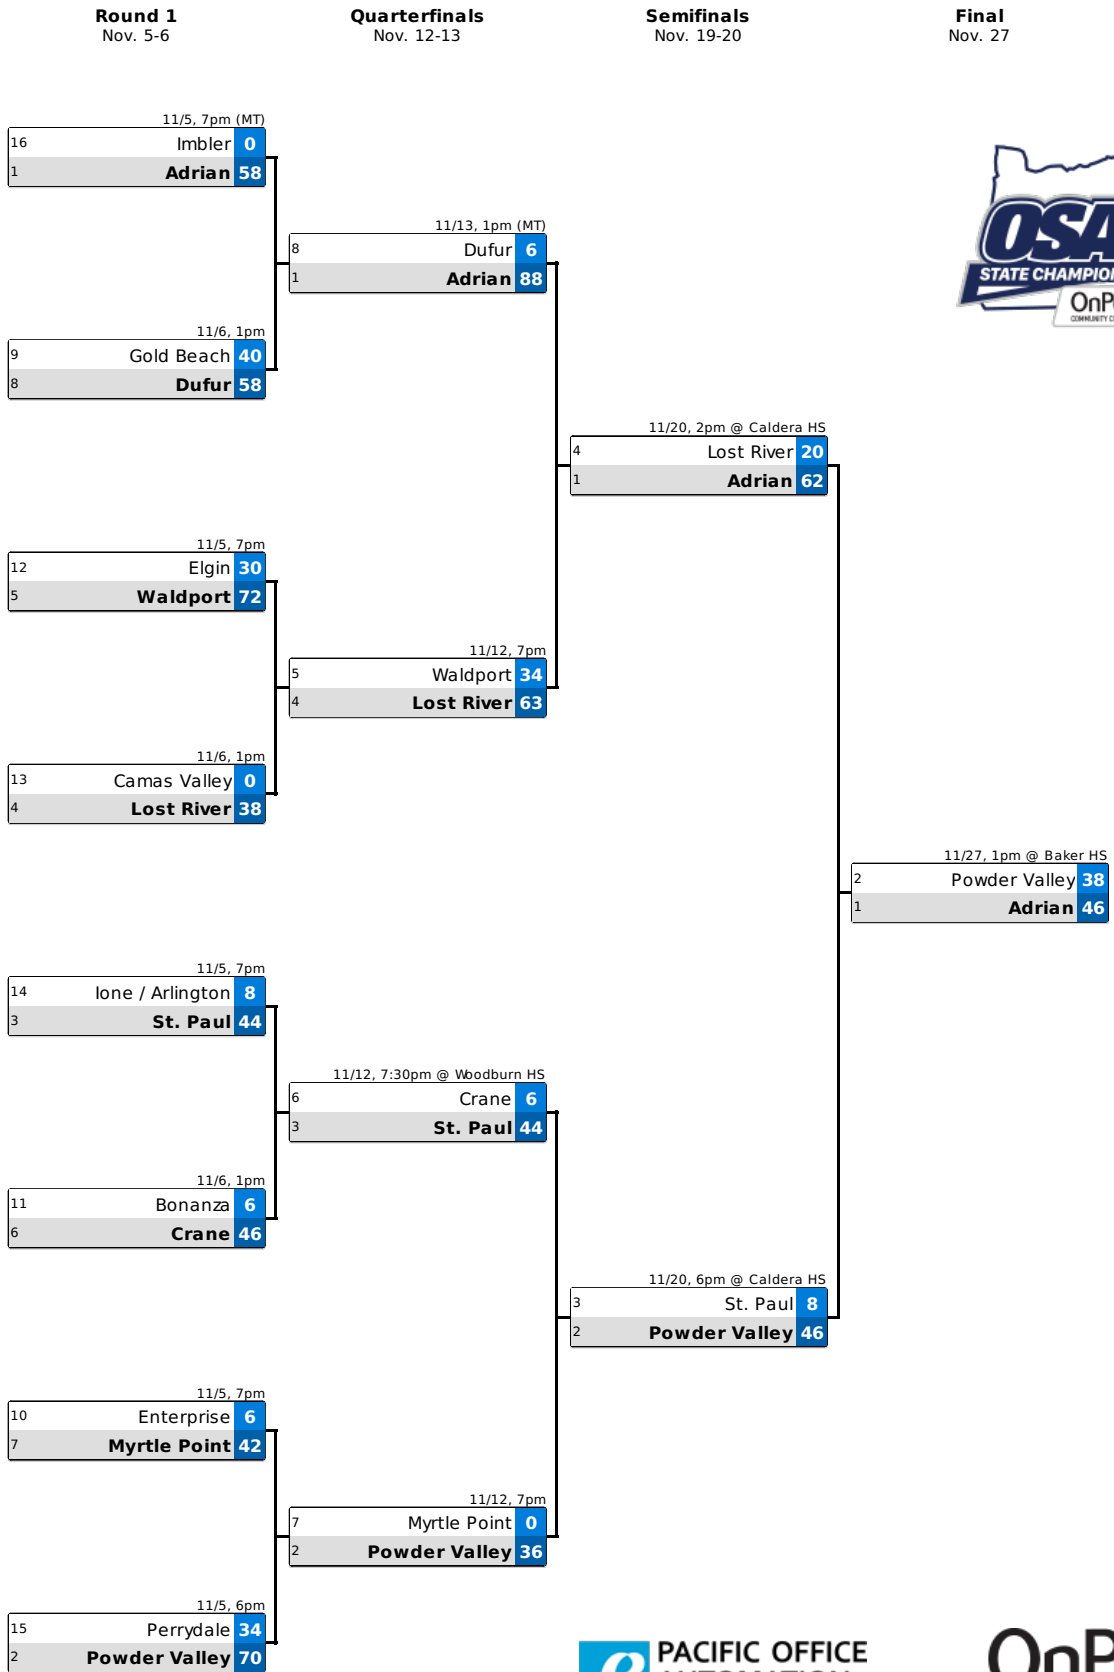 Round 1
Nov. 5-6
Quarterfinals
Nov. 12-13
Semifinals
Nov. 19-20
Final
Nov. 27
11/5, 7pm (MT)
16 Imbler 0
1 Adrian 58
11/6, 1pm
9 Gold Beach 40
8 Dufur 58
11/5, 7pm
12 Elgin 30
5 Waldport 72
11/6, 1pm
13 Camas Valley 0
4 Lost River 38
11/5, 7pm
14 Ione / Arlington 8
3 St. Paul 44
11/6, 1pm
11 Bonanza 6
6 Crane 46
11/5, 7pm
10 Enterprise 6
7 Myrtle Point 42
11/5, 6pm
15 Perrydale 34
2 Powder Valley 70
11/13, 1pm (MT)
8 Dufur 6
1 Adrian 88
11/12, 7pm
5 Waldport 34
4 Lost River 63
11/12, 7:30pm @ Woodburn HS
6 Crane 6
3 St. Paul 44
11/12, 7pm
7 Myrtle Point 0
2 Powder Valley 36
11/20, 2pm @ Caldera HS
4 Lost River 20
1 Adrian 62
11/20, 6pm @ Caldera HS
3 St. Paul 8
2 Powder Valley 46
11/27, 1pm @ Baker HS
2 Powder Valley 38
1 Adrian 46
OSA
STATE CHAMPIO
OnP
PACIFIC OFFICE
AUTOMATION
OnP